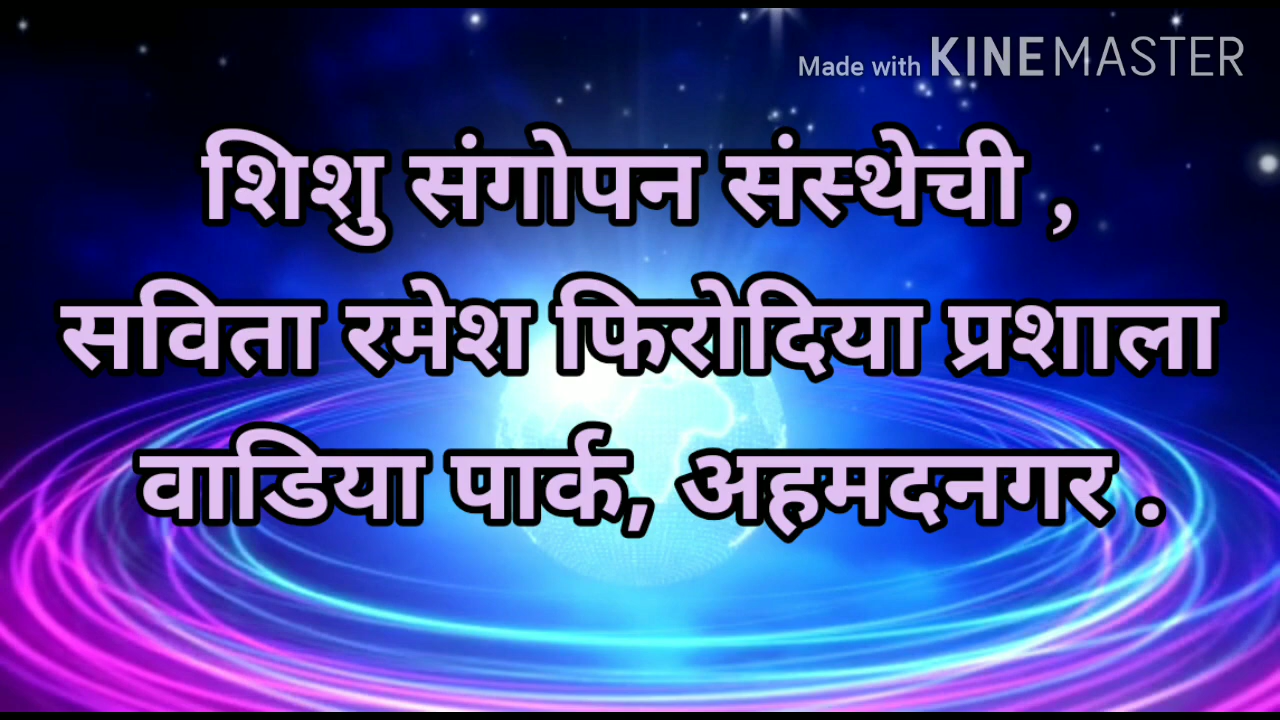 Made with KINEMASTER
शिशु संगोपन संस्थेची ,
सविता रमेश फिरोदिया प्रशाला
वाडिया पार्क, अहमदनगर .